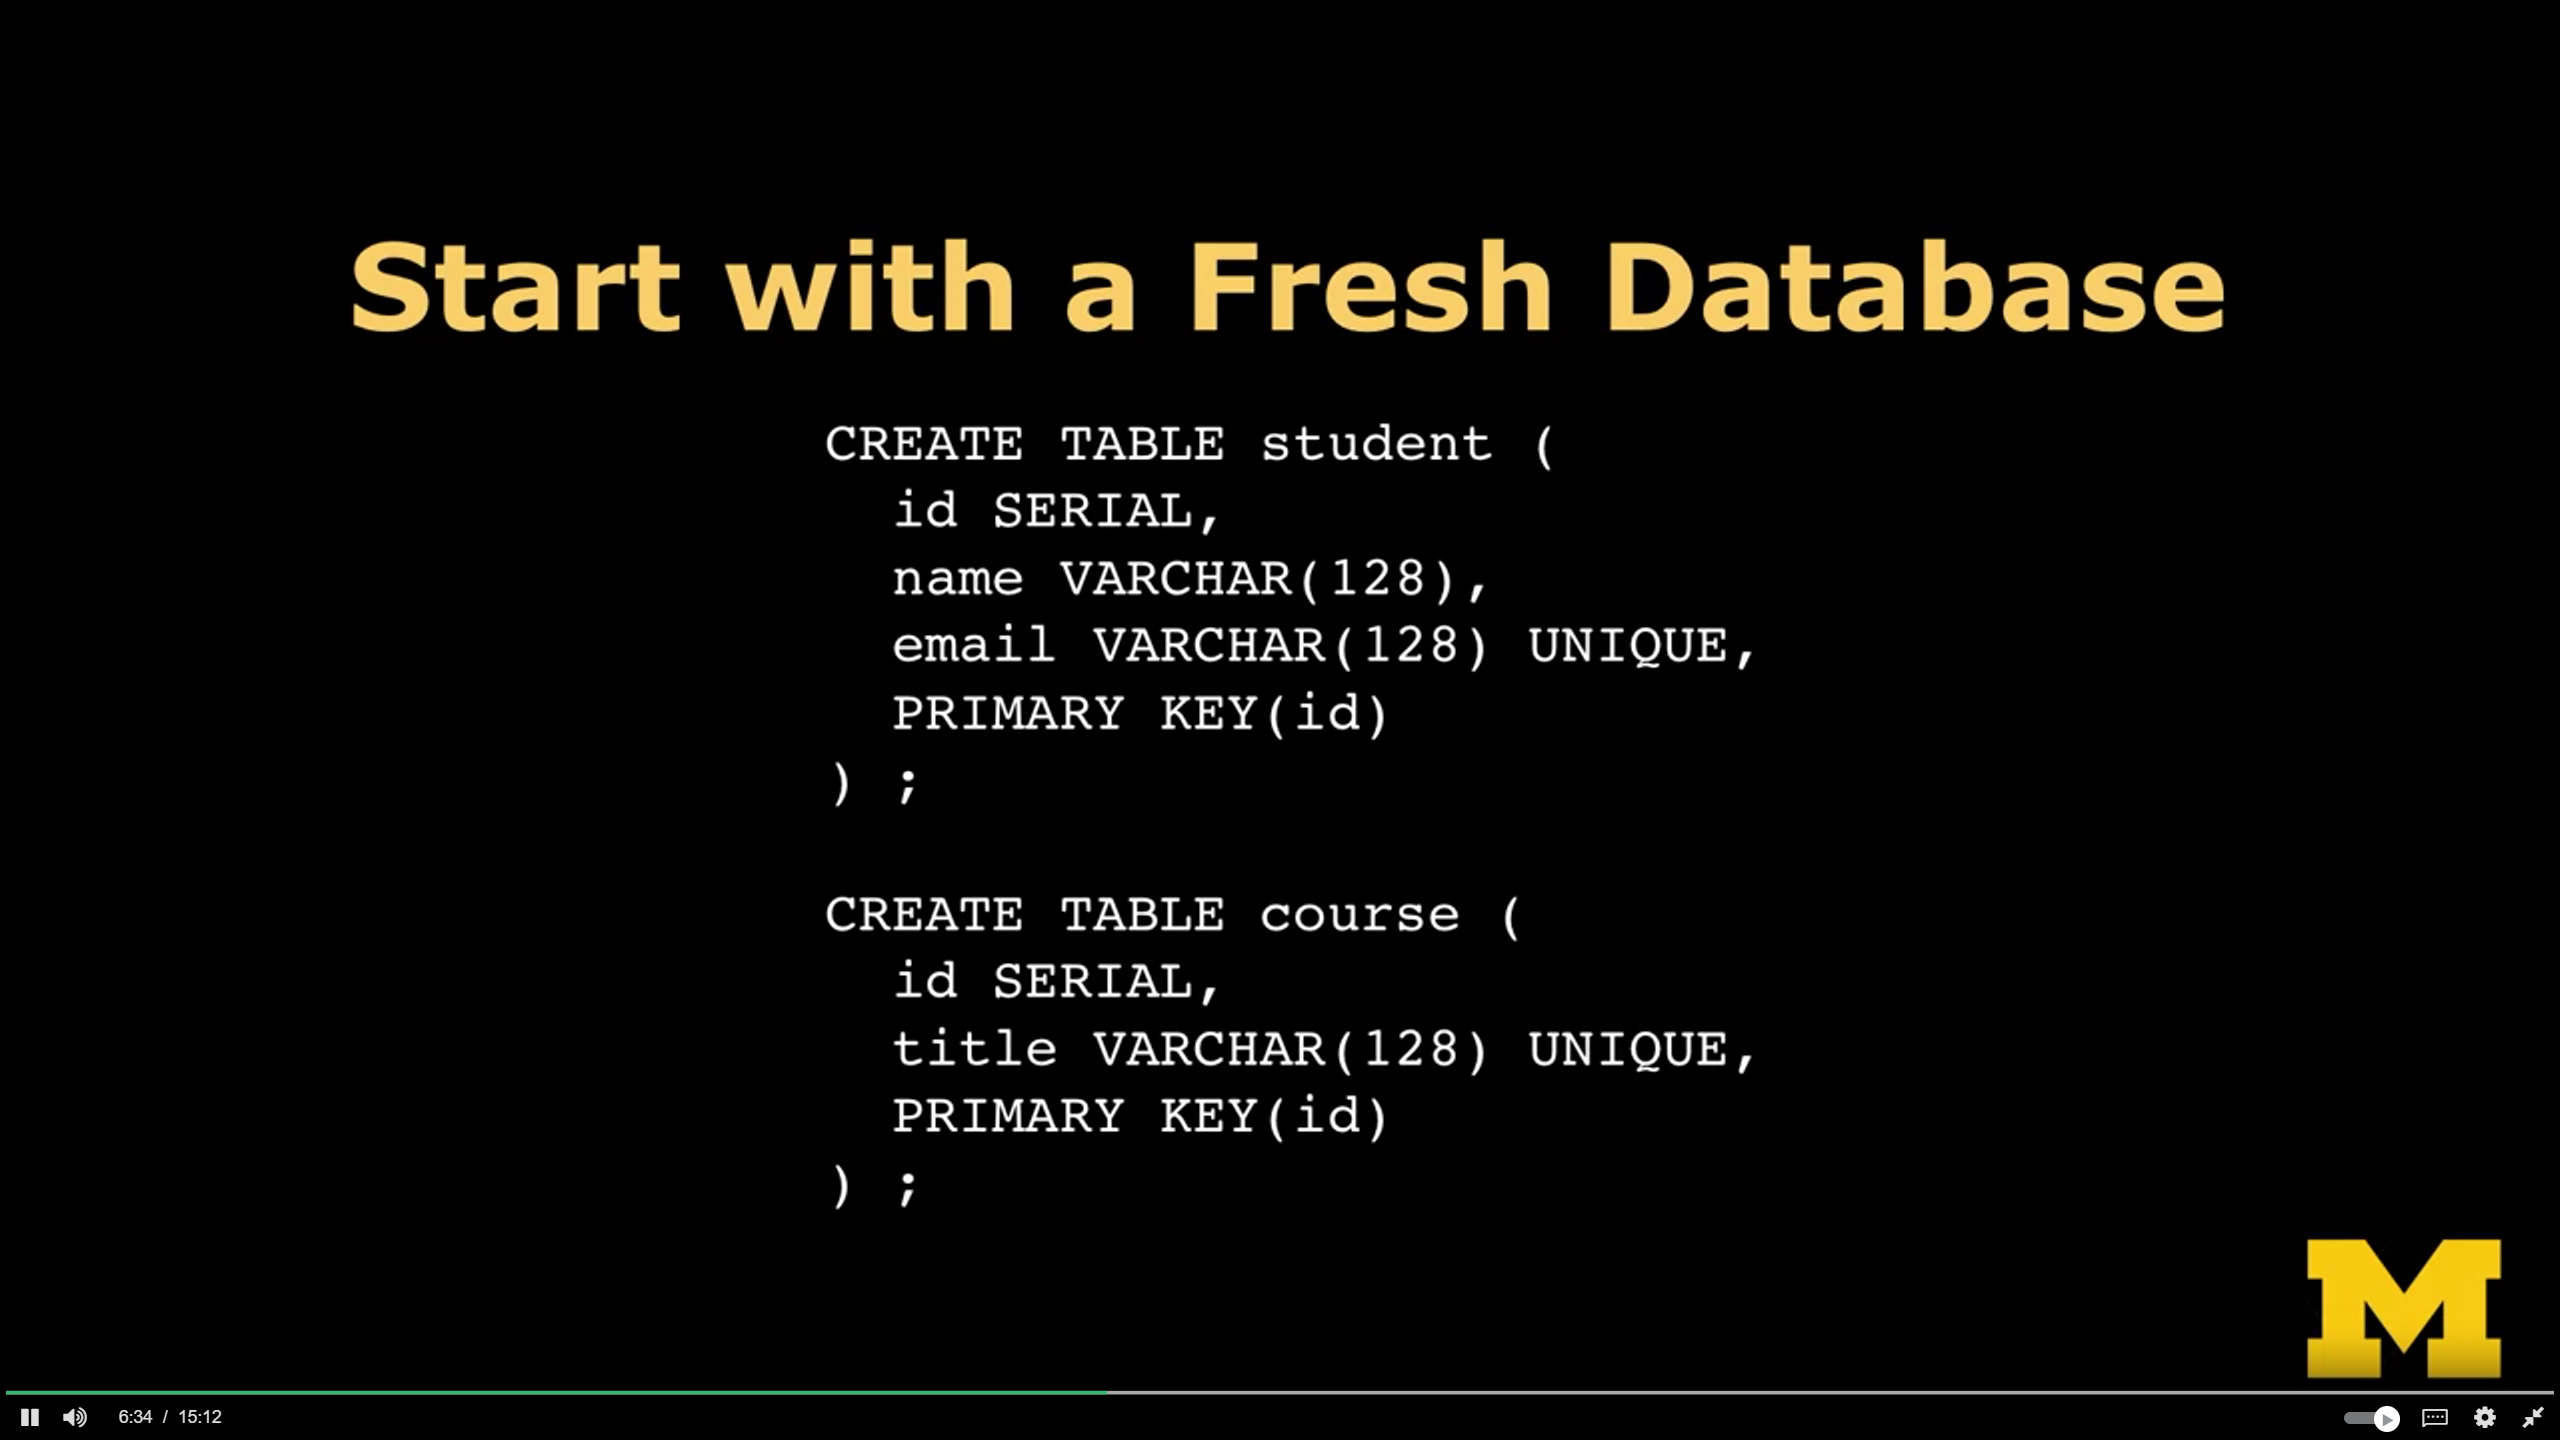 Start with a Fresh Database
CREATE TABLE student (
id SERIAL,
name VARCHAR(128),
email VARCHAR(128) UNIQUE,
PRIMARY KEY(id)
) ;
CREATE TABLE course (
id SERIAL,
title VARCHAR(128) UNIQUE,
PRIMARY KEY(id)
) ;
M
6:34 / 15:12